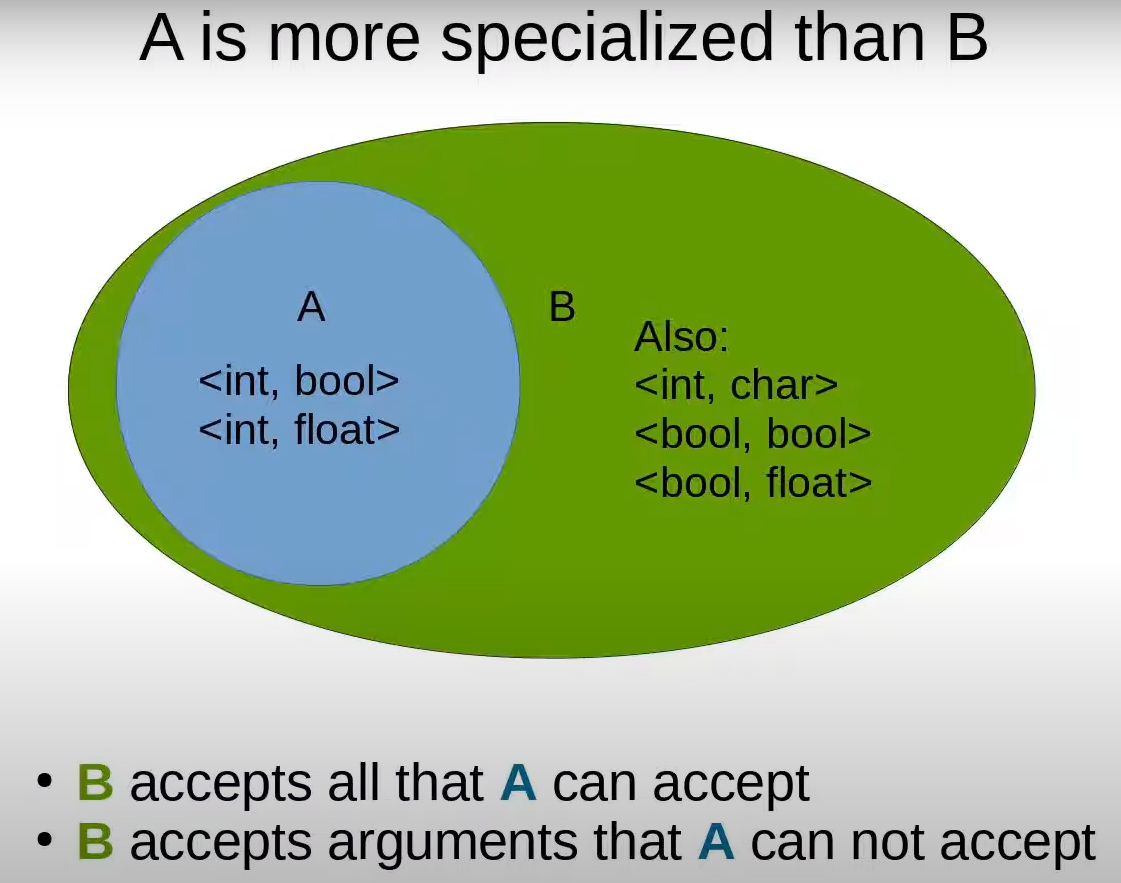 A is more specialized than B
A
<int, bool>
<int, float>
B
Also:
<int, char>
<bool, bool>
<bool, float>
• B accepts all that A can accept
• B accepts arguments that A can not accept